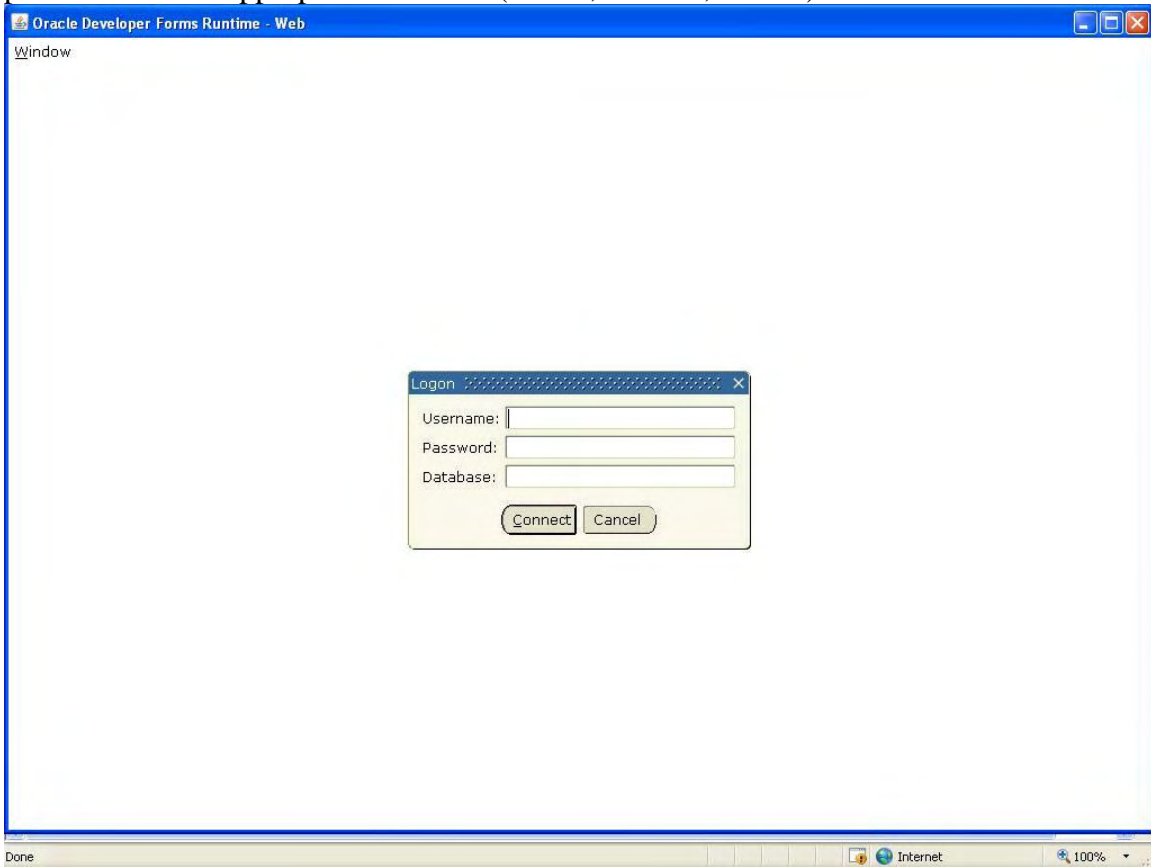 Oracle Developer Forms Runtime - Web
Window
Logon
Username:
Password:
Database:
Connect Cancel
Done Internet 100%